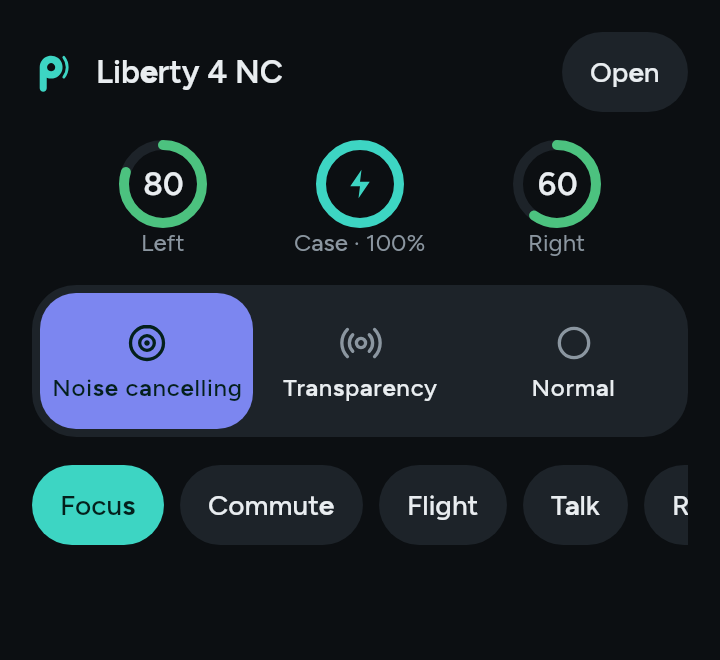 Liberty 4 NC
Open
80
60
Left
Case · 100%
Right
Noise cancelling
Transparency
Normal
Focus
Commute
Flight
Talk
R